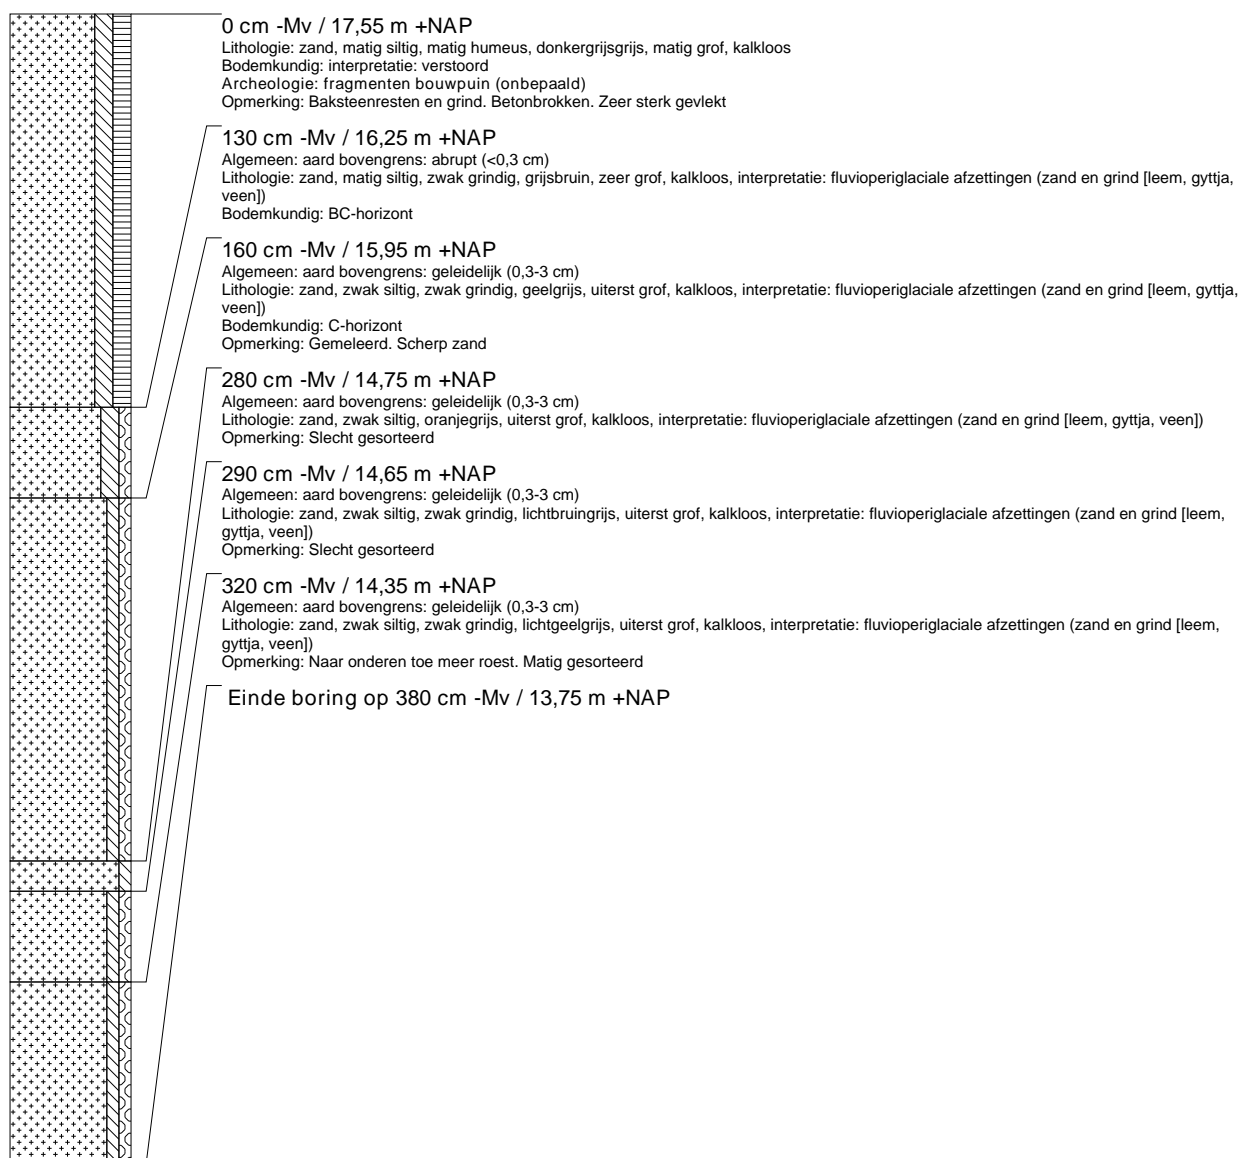 0 cm -Mv / 17,55 m +NAP
Lithologie: zand, matig siltig, matig humeus, donkergrijsgrijs, matig grof, kalkloos
Bodemkundig: interpretatie: verstoord
Archeologie: fragmenten bouwpuin (onbepaald)
Opmerking: Baksteenresten en grind. Betonbrokken. Zeer sterk gevlekt
130 cm -Mv / 16,25 m +NAP
Algemeen: aard bovengrens: abrupt (<0,3 cm)
Lithologie: zand, matig siltig, zwak grindig, grijsbruin, zeer grof, kalkloos, interpretatie: fluvioperiglaciale afzettingen (zand en grind [leem, gyttja,
veen])
Bodemkundig: BC-horizont
160 cm -Mv / 15,95 m +NAP
Algemeen: aard bovengrens: geleidelijk (0,3-3 cm)
Lithologie: zand, zwak siltig, zwak grindig, geelgrijs, uiterst grof, kalkloos, interpretatie: fluvioperiglaciale afzettingen (zand en grind [leem, gyttja,
veen])
Bodemkundig: C-horizont
Opmerking: Gemeleerd. Scherp zand
280 cm -Mv / 14,75 m +NAP
Algemeen: aard bovengrens: geleidelijk (0,3-3 cm)
Lithologie: zand, zwak siltig, oranjegrijs, uiterst grof, kalkloos, interpretatie: fluvioperiglaciale afzettingen (zand en grind [leem, gyttja, veen])
Opmerking: Slecht gesorteerd
290 cm -Mv / 14,65 m +NAP
Algemeen: aard bovengrens: geleidelijk (0,3-3 cm)
Lithologie: zand, zwak siltig, zwak grindig, lichtbruingrijs, uiterst grof, kalkloos, interpretatie: fluvioperiglaciale afzettingen (zand en grind [leem,
gyttja, veen])
Opmerking: Slecht gesorteerd
320 cm -Mv / 14,35 m +NAP
Algemeen: aard bovengrens: geleidelijk (0,3-3 cm)
Lithologie: zand, zwak siltig, zwak grindig, lichtgeelgrijs, uiterst grof, kalkloos, interpretatie: fluvioperiglaciale afzettingen (zand en grind [leem,
gyttja, veen])
Opmerking: Naar onderen toe meer roest. Matig gesorteerd
Einde boring op 380 cm -Mv / 13,75 m +NAP